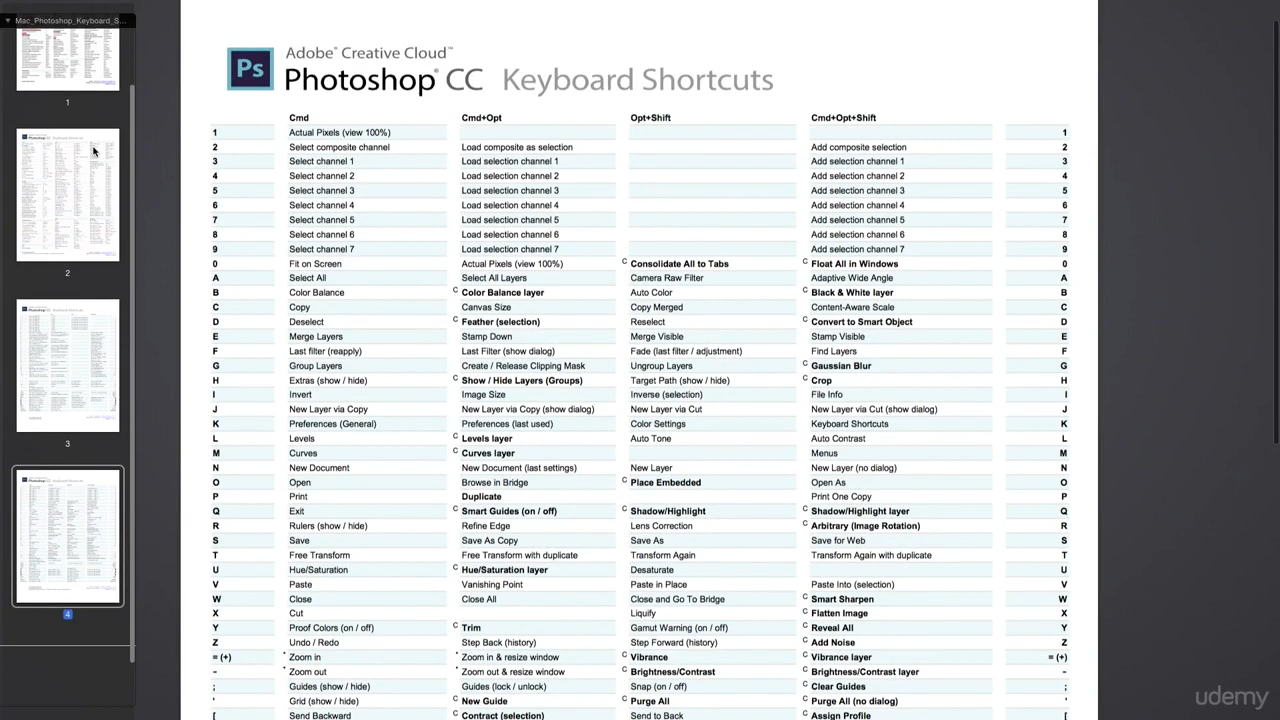 Mac_Photoshop_Keyboard_S...
1
2
3
4
Ps
Adobe® Creative Cloud™
Photoshop® CC Keyboard Shortcuts
Cmd Cmd+Opt Opt+Shift Cmd+Opt+Shift
1 Actual Pixels (view 100%) 1
2 Select composite channel Load composite as selection Add composite selection 2
3 Select channel 1 Load selection channel 1 Add selection channel 1 3
4 Select channel 2 Load selection channel 2 Add selection channel 2 4
5 Select channel 3 Load selection channel 3 Add selection channel 3 5
6 Select channel 4 Load selection channel 4 Add selection channel 4 6
7 Select channel 5 Load selection channel 5 Add selection channel 5 7
8 Select channel 6 Load selection channel 6 Add selection channel 6 8
9 Select channel 7 Load selection channel 7 Add selection channel 7 9
0 Fit on Screen Actual Pixels (view 100%) C Consolidate All to Tabs C Float All in Windows 0
A Select All Select All Layers Camera Raw Filter Adaptive Wide Angle A
B Color Balance C Color Balance layer Auto Color C Black & White layer B
C Copy Canvas Size Copy Merged Content-Aware Scale C
D Deselect C Feather (selection) Reselect C Convert to Smart Object D
E Merge Layers Stamp Down Merge Visible Stamp Visible E
F Last filter (reapply) Last Filter (show dialog) Fade (last filter / adjustment) Find Layers F
G Group Layers Create / Release Clipping Mask Ungroup Layers C Gaussian Blur G
H Extras (show / hide) C Show / Hide Layers (Groups) Target Path (show / hide) C Crop H
I Invert Image Size Inverse (selection) File Info I
J New Layer via Copy New Layer via Copy (show dialog) New Layer via Cut New Layer via Cut (show dialog) J
K Preferences (General) Preferences (last used) Color Settings Keyboard Shortcuts K
L Levels C Levels layer Auto Tone Auto Contrast L
M Curves C Curves layer Menus M
N New Document New Document (last settings) New Layer New Layer (no dialog) N
O Open Browse in Bridge C Place Embedded Open As O
P Print Duplicate Print One Copy P
Q Exit C Smart Guides (on / off) C Shadow/Highlight C Shadow/Highlight layer Q
R Rulers (show / hide) Refine Edge Lens Correction C Arbitrary (Image Rotation) R
S Save Save As Copy Save As Save for Web S
T Free Transform Free Transform with duplicate Transform Again Transform Again with duplicate T
U Hue/Saturation C Hue/Saturation layer Desaturate U
V Paste Vanishing Point Paste in Place Paste Into (selection) V
W Close Close All Close and Go To Bridge C Smart Sharpen W
X Cut Liquify C Flatten Image X
Y Proof Colors (on / off) C Trim Gamut Warning (on / off) C Reveal All Y
Z Undo / Redo Step Back (history) Step Forward (history) C Add Noise Z
= (+) * Zoom in * Zoom in & resize window C Vibrance C Vibrance layer = (+)
- * Zoom out * Zoom out & resize window C Brightness/Contrast C Brightness/Contrast layer -
; Guides (show / hide) Guides (lock / unlock) Snap (on / off) C Clear Guides ;
' Grid (show / hide) C New Guide C Purge All C Purge All (no dialog) '
[ Send Backward C Contract (selection) Send to Back C Assign Profile [
udemy